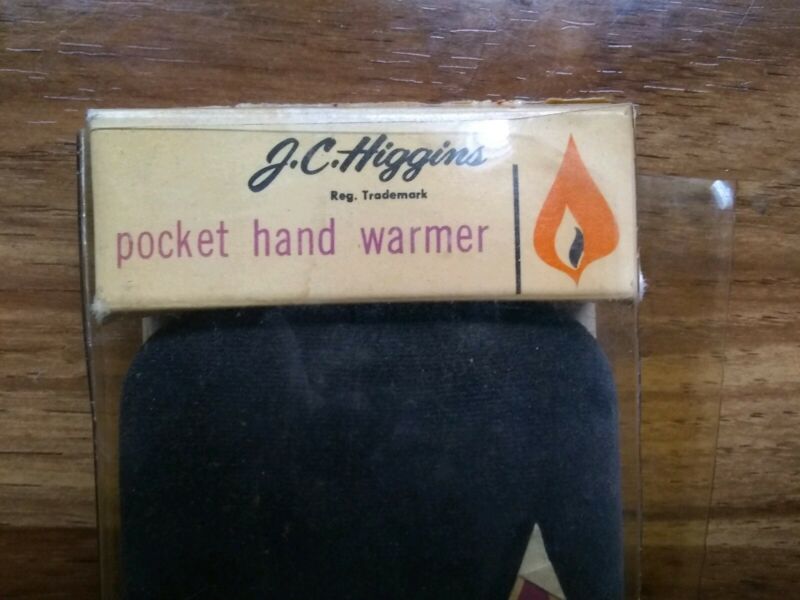 J.C. Higgins
Reg. Trademark
pocket hand warmer